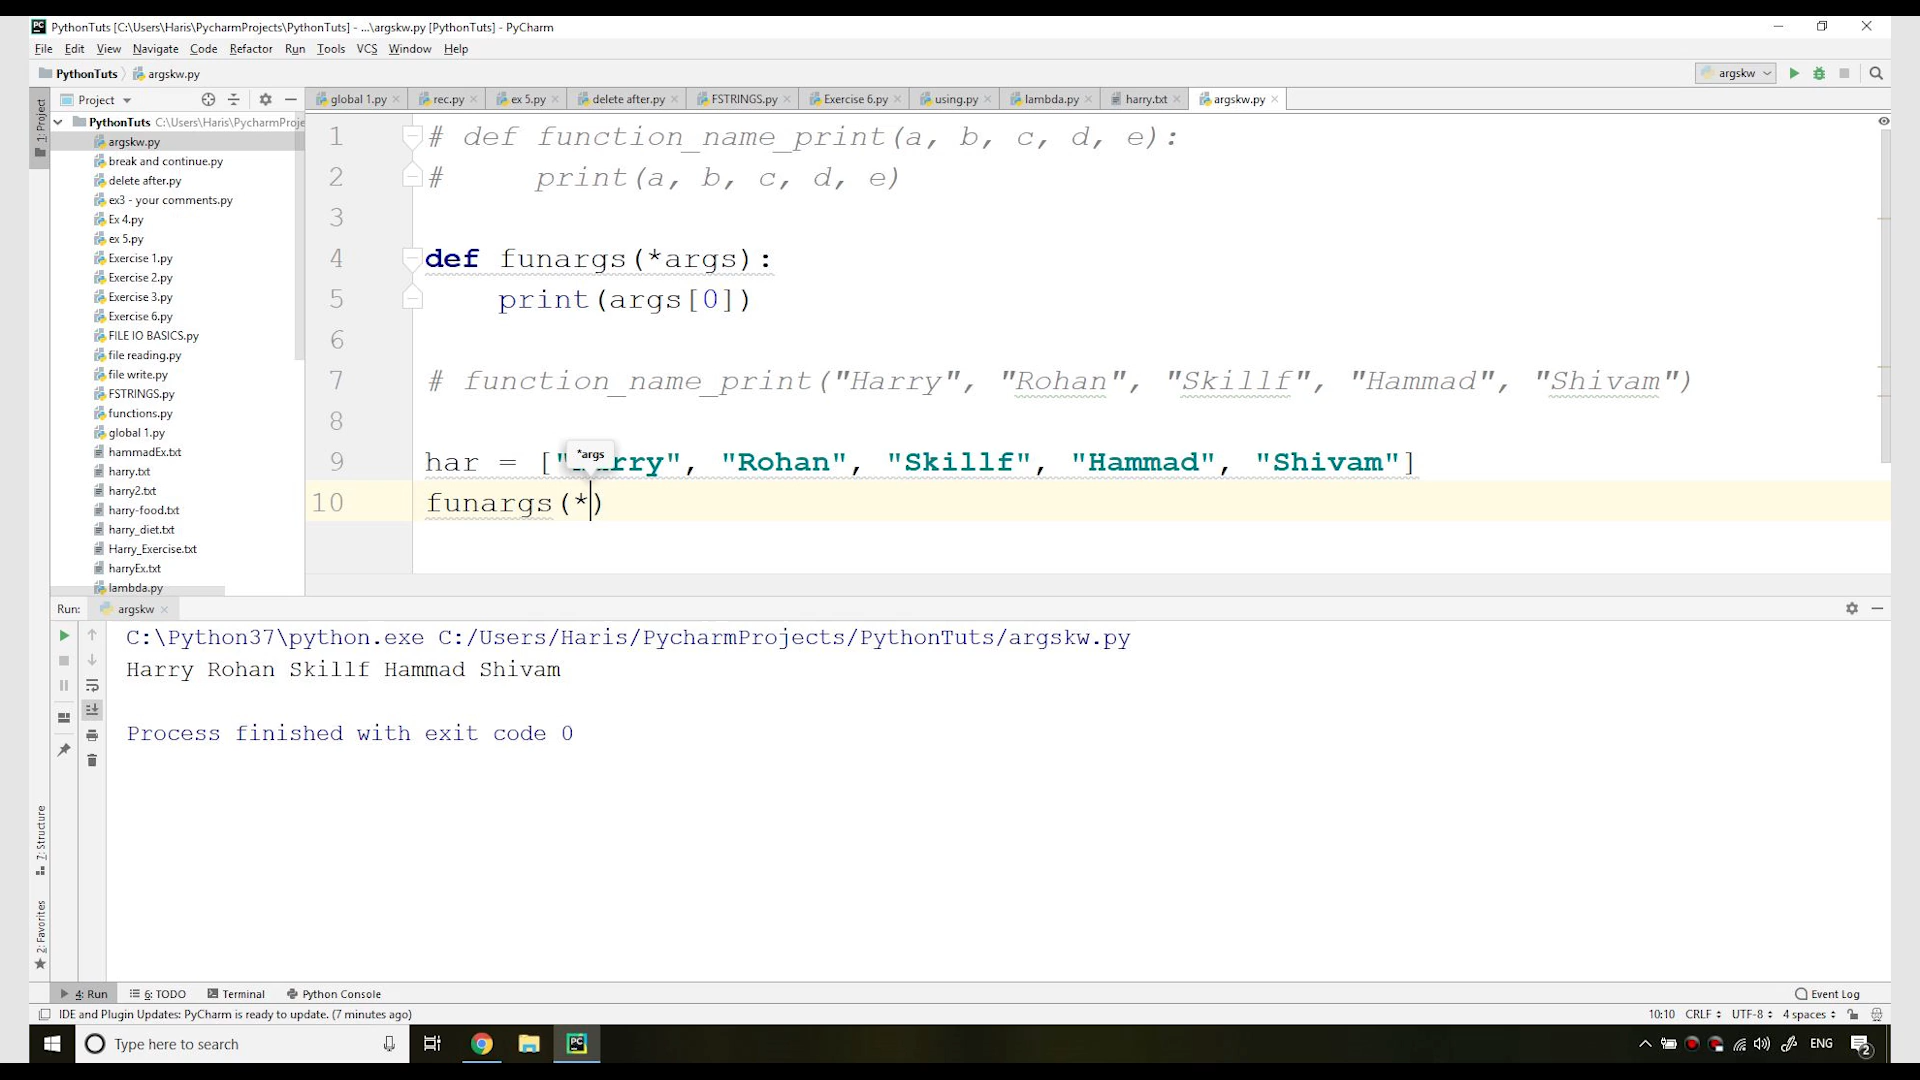 PythonTuts [C:\Users\Haris\PycharmProjects\PythonTuts] - ...\argskw.py [PythonTuts] - PyCharm
File Edit View Navigate Code Refactor Run Tools VCS Window Help
PythonTuts argskw.py argskw
Project global 1.py rec.py ex 5.py delete after.py FSTRINGS.py Exercise 6.py using.py lambda.py harry.txt argskw.py
1: Project
PythonTuts C:\Users\Haris\PycharmProje
argskw.py
break and continue.py
delete after.py
ex3 - your comments.py
Ex 4.py
ex 5.py
Exercise 1.py
Exercise 2.py
Exercise 3.py
Exercise 6.py
FILE IO BASICS.py
file reading.py
file write.py
FSTRINGS.py
functions.py
global 1.py
hammadEx.txt
harry.txt
harry2.txt
harry-food.txt
harry_diet.txt
Harry_Exercise.txt
harryEx.txt
lambda.py
1 # def function_name_print(a, b, c, d, e):
2 #     print(a, b, c, d, e)
3
4 def funargs(*args):
5     print(args[0])
6
7 # function_name_print("Harry", "Rohan", "Skillf", "Hammad", "Shivam")
8
*args
9 har = ["Harry", "Rohan", "Skillf", "Hammad", "Shivam"]
10 funargs(*)
Run: argskw
C:\Python37\python.exe C:/Users/Haris/PycharmProjects/PythonTuts/argskw.py
Harry Rohan Skillf Hammad Shivam
Process finished with exit code 0
7: Structure
2: Favorites
4: Run 6: TODO Terminal Python Console Event Log
IDE and Plugin Updates: PyCharm is ready to update. (7 minutes ago) 10:10 CRLF UTF-8 4 spaces
Type here to search PC ENG 2